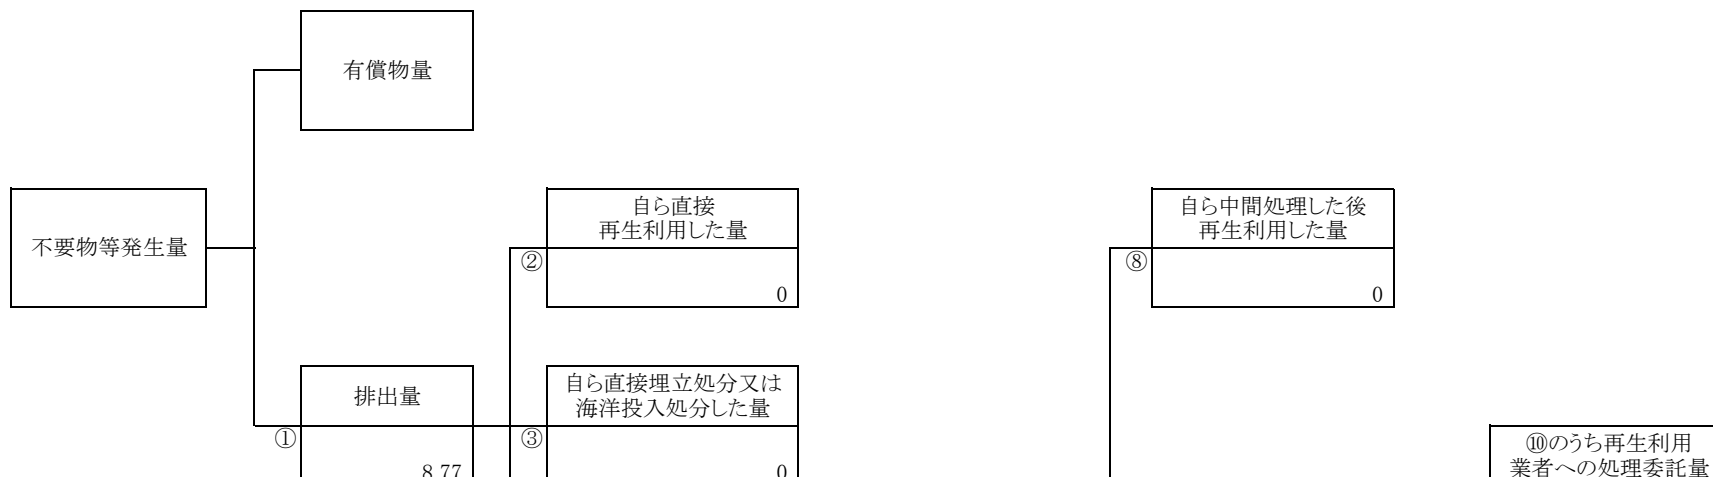 有償物量
不要物等発生量
自ら直接
再生利用した量
②
0
自ら中間処理した後
再生利用した量
⑧
0
排出量
①
8.77
自ら直接埋立処分又は
海洋投入処分した量
③
0
⑩のうち再生利用
業者への処理委託量